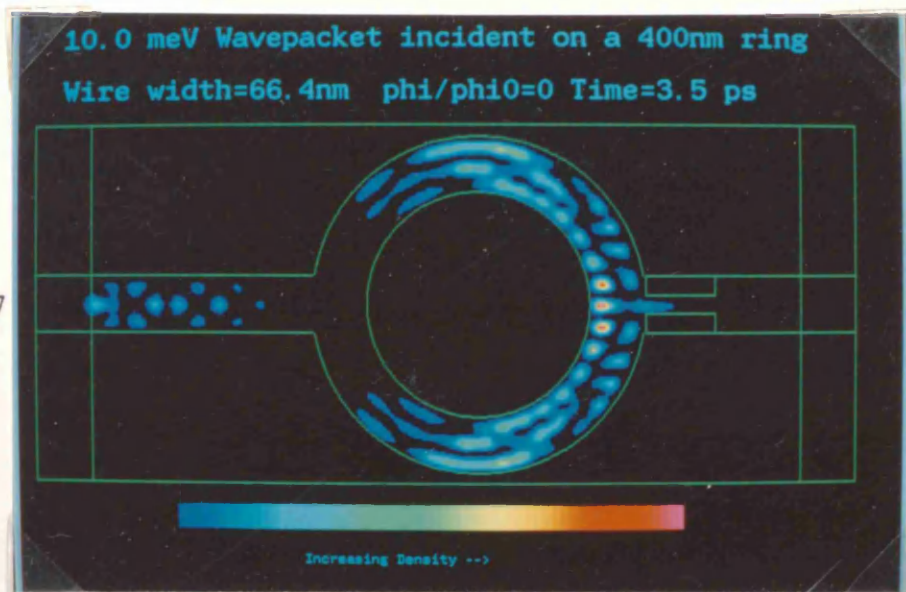 10.0 meV Wavepacket incident on a 400nm ring
Wire width=66.4nm phi/phi0=0 Time=3.5 ps
Increasing Density -->